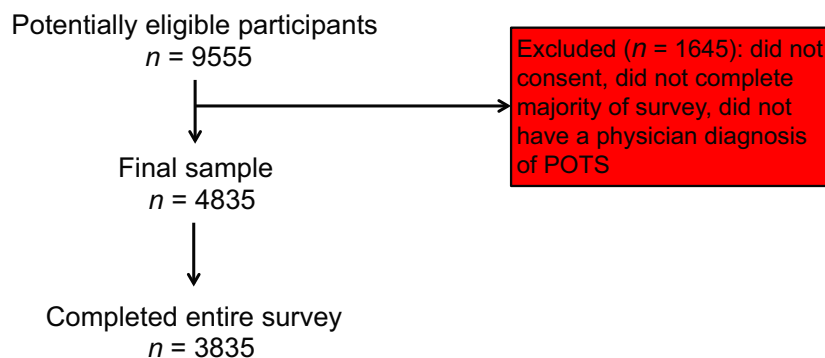 Potentially eligible participants
n = 9555
Excluded (n = 1645): did not
consent, did not complete
majority of survey, did not
have a physician diagnosis
of POTS
Final sample
n = 4835
Completed entire survey
n = 3835